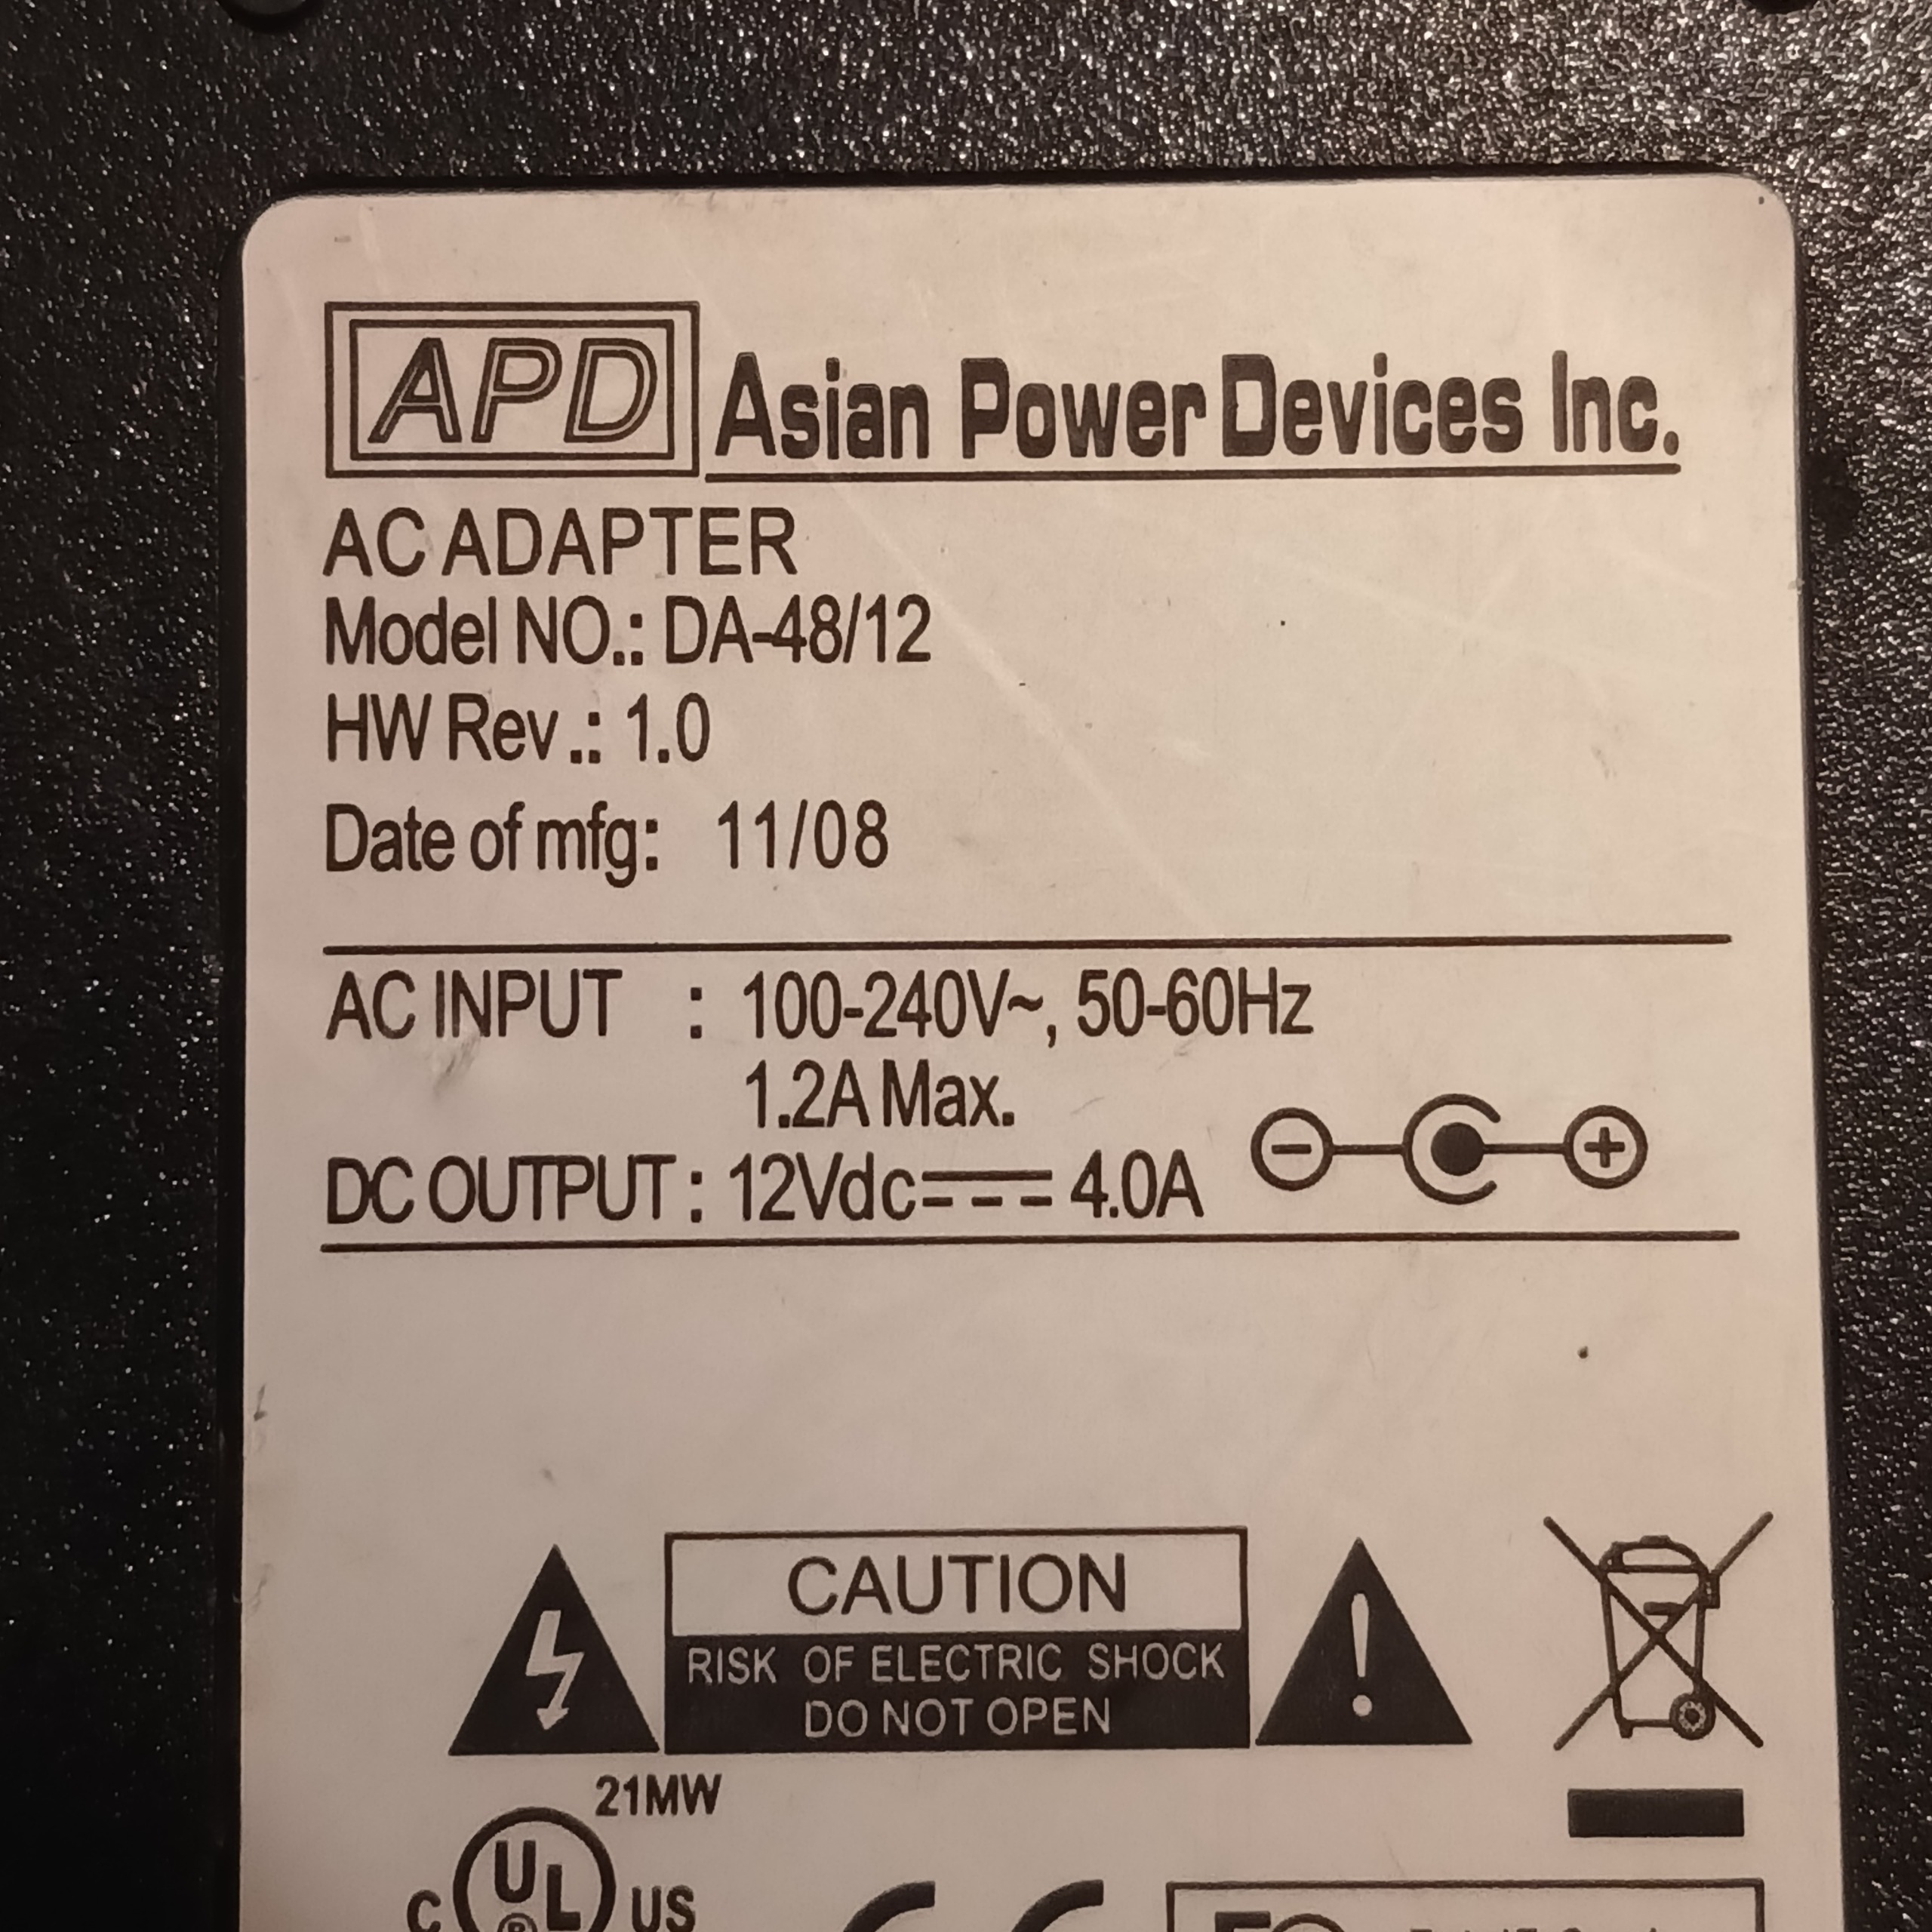 APD Asian Power Devices Inc.
AC ADAPTER
Model NO.: DA-48/12
HW Rev.: 1.0
Date of mfg: 11/08
AC INPUT : 100-240V~, 50-60Hz
1.2A Max.
DC OUTPUT : 12Vdc⎓ 4.0A
CAUTION
RISK OF ELECTRIC SHOCK
DO NOT OPEN
21MW
C UL ® US
CE